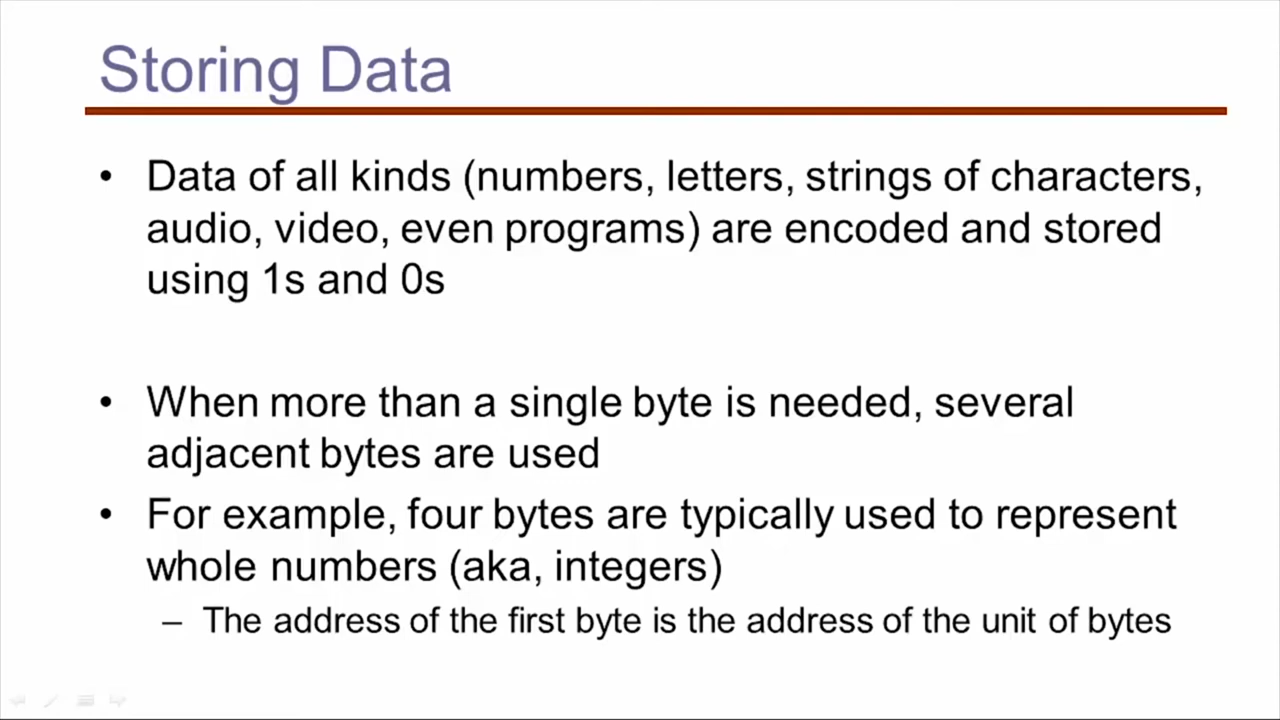 Storing Data
• Data of all kinds (numbers, letters, strings of characters,
audio, video, even programs) are encoded and stored
using 1s and 0s
• When more than a single byte is needed, several
adjacent bytes are used
• For example, four bytes are typically used to represent
whole numbers (aka, integers)
– The address of the first byte is the address of the unit of bytes